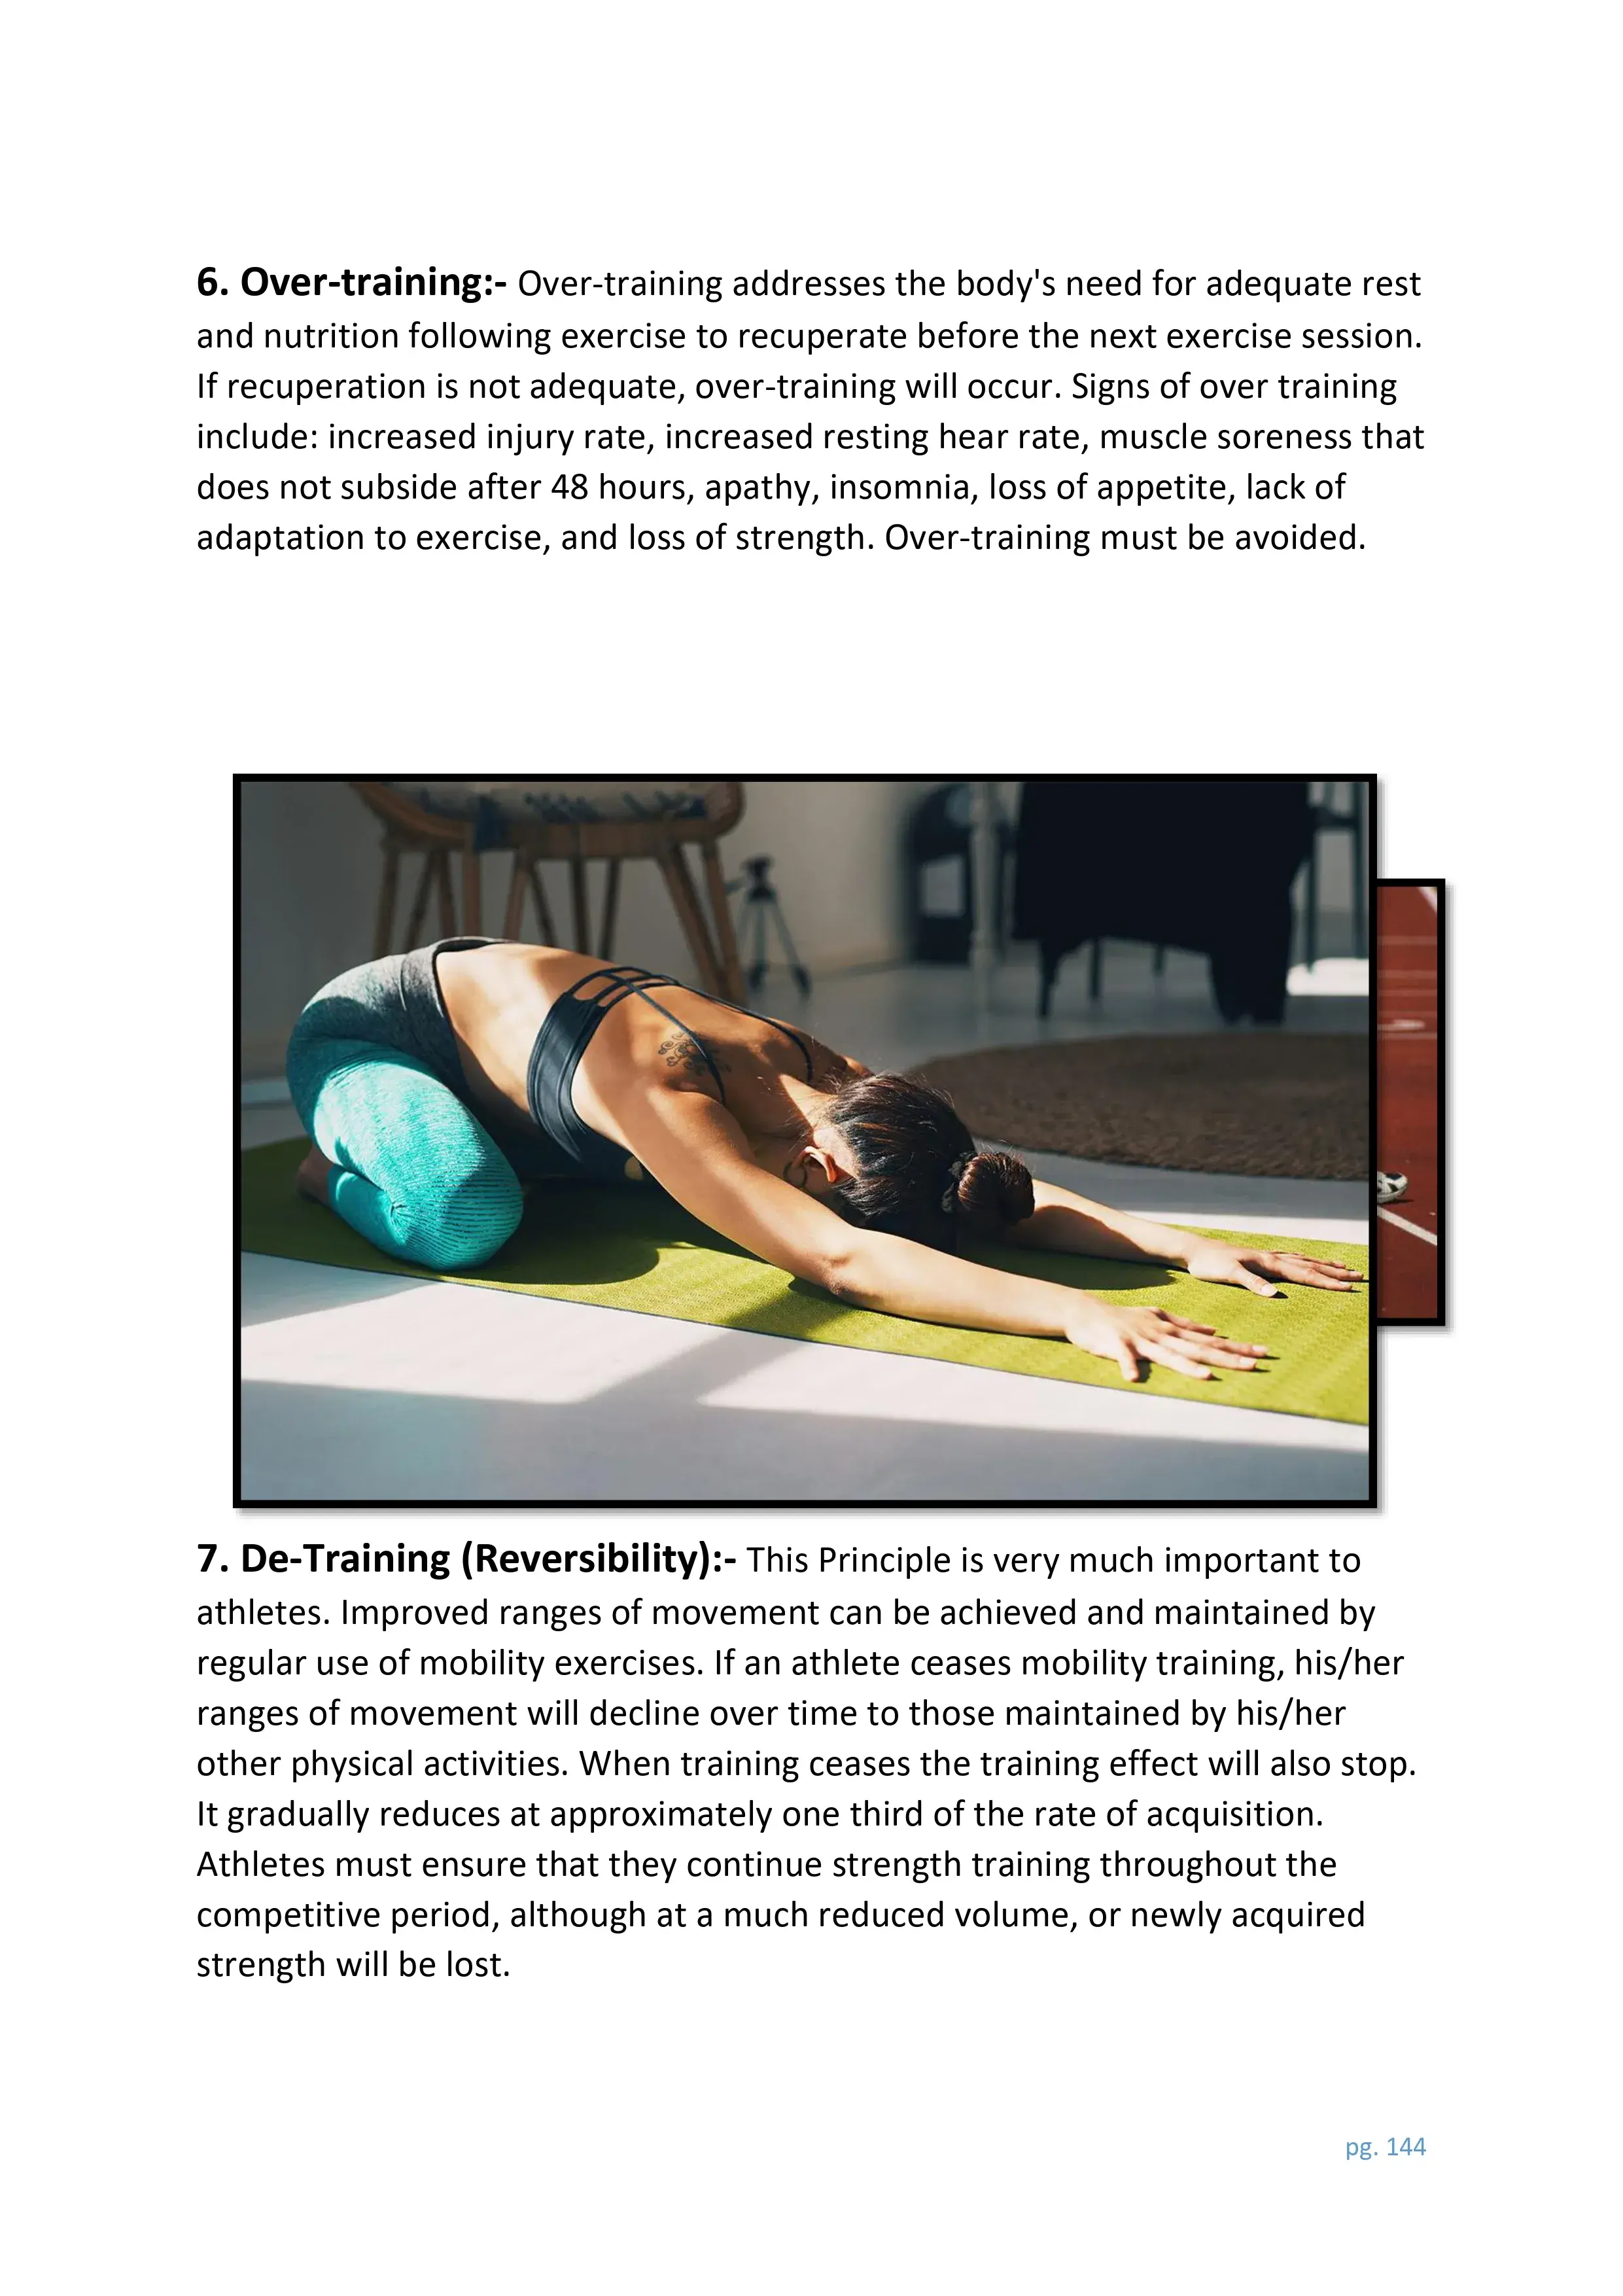 6. Over-training:- Over-training addresses the body's need for adequate rest
and nutrition following exercise to recuperate before the next exercise session.
If recuperation is not adequate, over-training will occur. Signs of over training
include: increased injury rate, increased resting hear rate, muscle soreness that
does not subside after 48 hours, apathy, insomnia, loss of appetite, lack of
adaptation to exercise, and loss of strength. Over-training must be avoided.
7. De-Training (Reversibility):- This Principle is very much important to
athletes. Improved ranges of movement can be achieved and maintained by
regular use of mobility exercises. If an athlete ceases mobility training, his/her
ranges of movement will decline over time to those maintained by his/her
other physical activities. When training ceases the training effect will also stop.
It gradually reduces at approximately one third of the rate of acquisition.
Athletes must ensure that they continue strength training throughout the
competitive period, although at a much reduced volume, or newly acquired
strength will be lost.
pg. 144